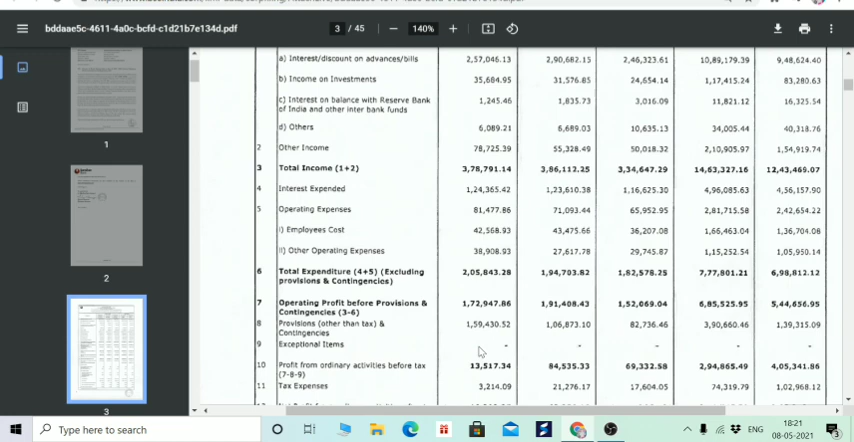 bddaae5c-4611-4a0c-bcfd-c1d21b7e134d.pdf
3 / 45
140%
a) Interest/discount on advances/bills 2,57,046.13 2,90,682.15 2,46,323.61 10,89,179.39 9,48,624.40
b) Income on Investments 35,684.95 31,576.85 24,654.14 1,17,415.24 83,280.63
c) Interest on balance with Reserve Bank
of India and other inter bank funds 1,245.46 1,835.73 3,016.09 11,821.12 16,325.54
d) Others 6,089.21 6,689.03 10,635.13 34,005.44 40,318.76
2 Other Income 78,725.39 55,328.49 50,018.32 2,10,905.97 1,54,919.74
3 Total Income (1+2) 3,78,791.14 3,86,112.25 3,34,647.29 14,63,327.16 12,43,469.07
4 Interest Expended 1,24,365.42 1,23,610.38 1,16,625.30 4,96,085.63 4,56,157.90
5 Operating Expenses 81,477.86 71,093.44 65,952.95 2,81,715.58 2,42,654.22
i) Employees Cost 42,568.93 43,475.66 36,207.08 1,66,463.04 1,36,704.08
ii) Other Operating Expenses 38,908.93 27,617.78 29,745.87 1,15,252.54 1,05,950.14
6 Total Expenditure (4+5) (Excluding
provisions & Contingencies) 2,05,843.28 1,94,703.82 1,82,578.25 7,77,801.21 6,98,812.12
7 Operating Profit before Provisions &
Contingencies (3-6) 1,72,947.86 1,91,408.43 1,52,069.04 6,85,525.95 5,44,656.95
8 Provisions (other than tax) &
Contingencies 1,59,430.52 1,06,873.10 82,736.46 3,90,660.46 1,39,315.09
9 Exceptional Items - - - - -
10 Profit from ordinary activities before tax
(7-8-9) 13,517.34 84,535.33 69,332.58 2,94,865.49 4,05,341.86
11 Tax Expenses 3,214.09 21,276.17 17,604.05 74,319.79 1,02,968.12
1
2
3
Type here to search
ENG
18:21
08-05-2021
3